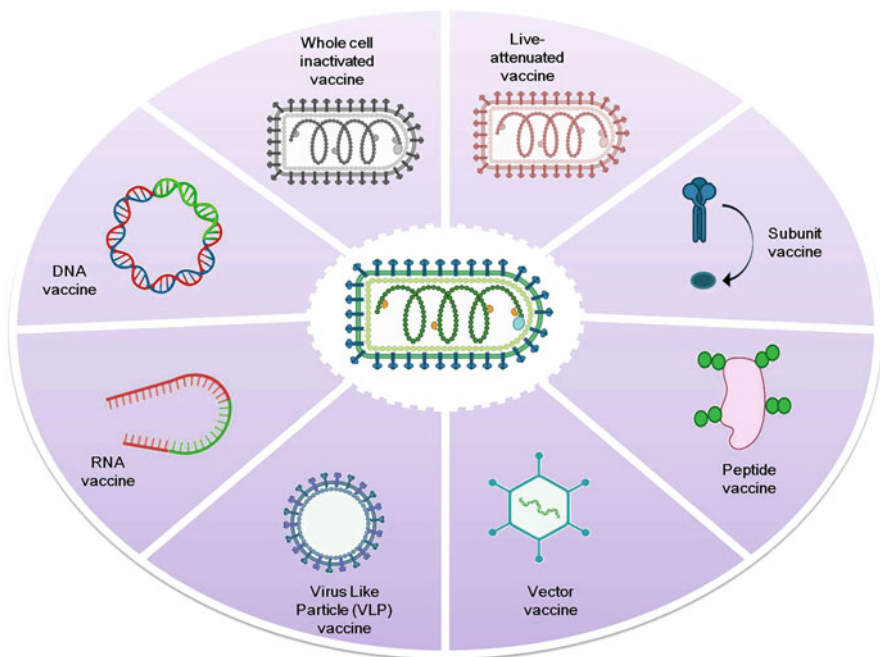 Whole cell
inactivated
vaccine
Live-
attenuated
vaccine
Subunit
vaccine
Peptide
vaccine
Vector
vaccine
Virus Like
Particle (VLP)
vaccine
RNA
vaccine
DNA
vaccine